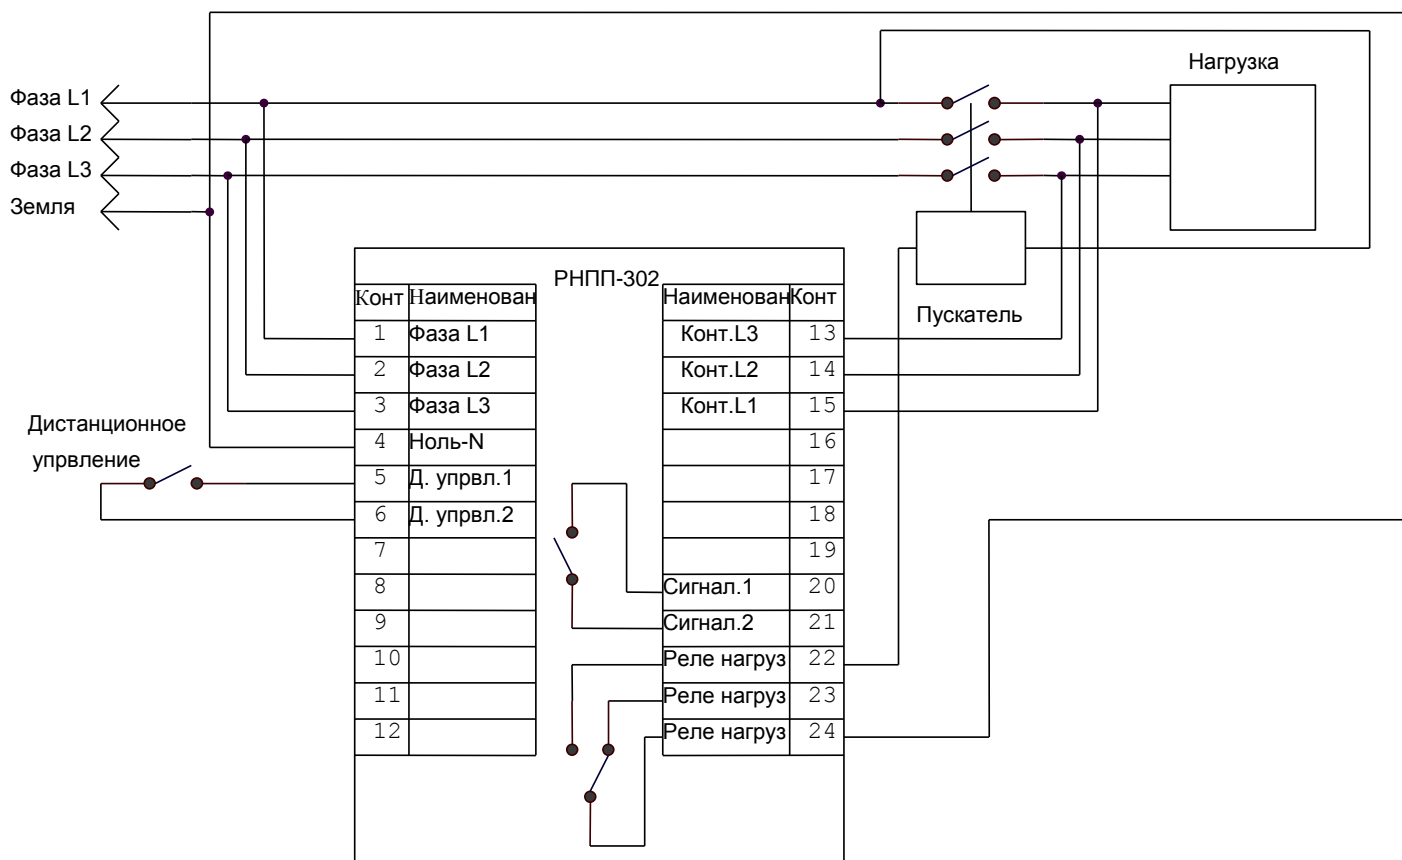 Нагрузка
Фаза L1
Фаза L2
Фаза L3
Земля
РНПП-302
Пускатель
Конт Наименован
1 Фаза L1
2 Фаза L2
3 Фаза L3
4 Ноль-N
5 Д. упрвл.1
6 Д. упрвл.2
7
8
9
10
11
12
Дистанционное
упрвление
Наименован Конт
Конт.L3 13
Конт.L2 14
Конт.L1 15
16
17
18
19
Сигнал.1 20
Сигнал.2 21
Реле нагруз 22
Реле нагруз 23
Реле нагруз 24